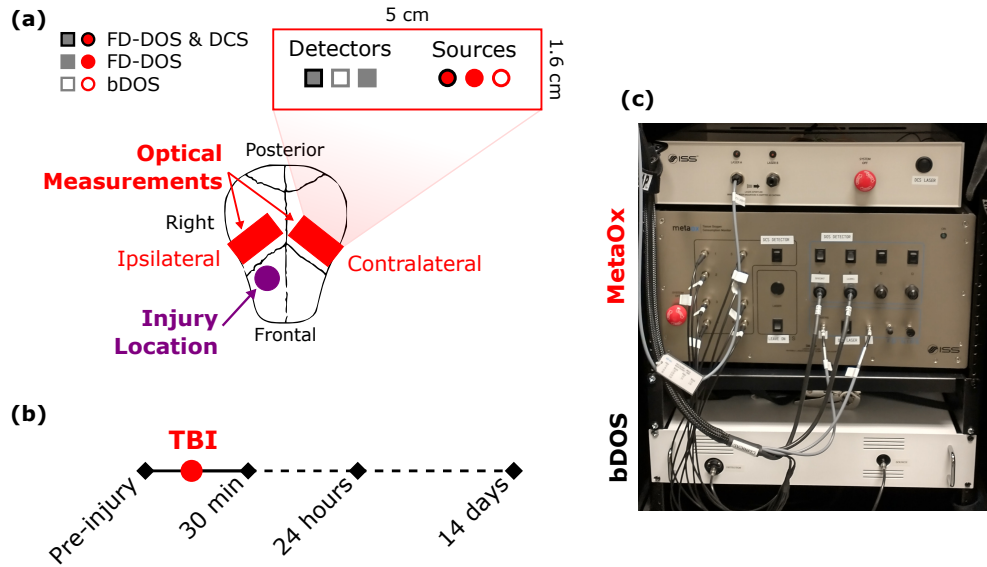 (a)
FD-DOS & DCS
FD-DOS
bDOS
5 cm
1.6 cm
Detectors
Sources
Optical
Measurements
Posterior
Right
Ipsilateral
Contralateral
Injury
Location
Frontal
(b)
TBI
Pre-injury
30 min
24 hours
14 days
(c)
MetaOx
bDOS
ISS
DCS LASER
DCS DETECTOR
DCS DETECTOR
ISS